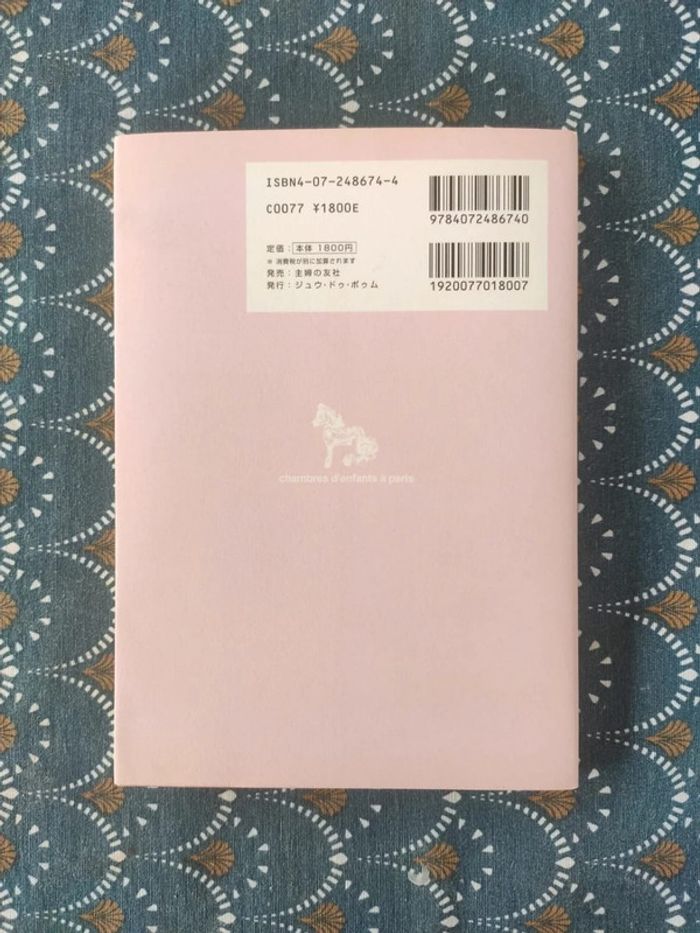 ISBN4-07-248674-4
C0077 ¥1800E
9784072486740
定価：本体 1800円
※ 消費税が別に加算されます
発売：主婦の友社
発行：ジュウ・ドゥ・ポゥム
1920077018007
chambres d'enfants à paris